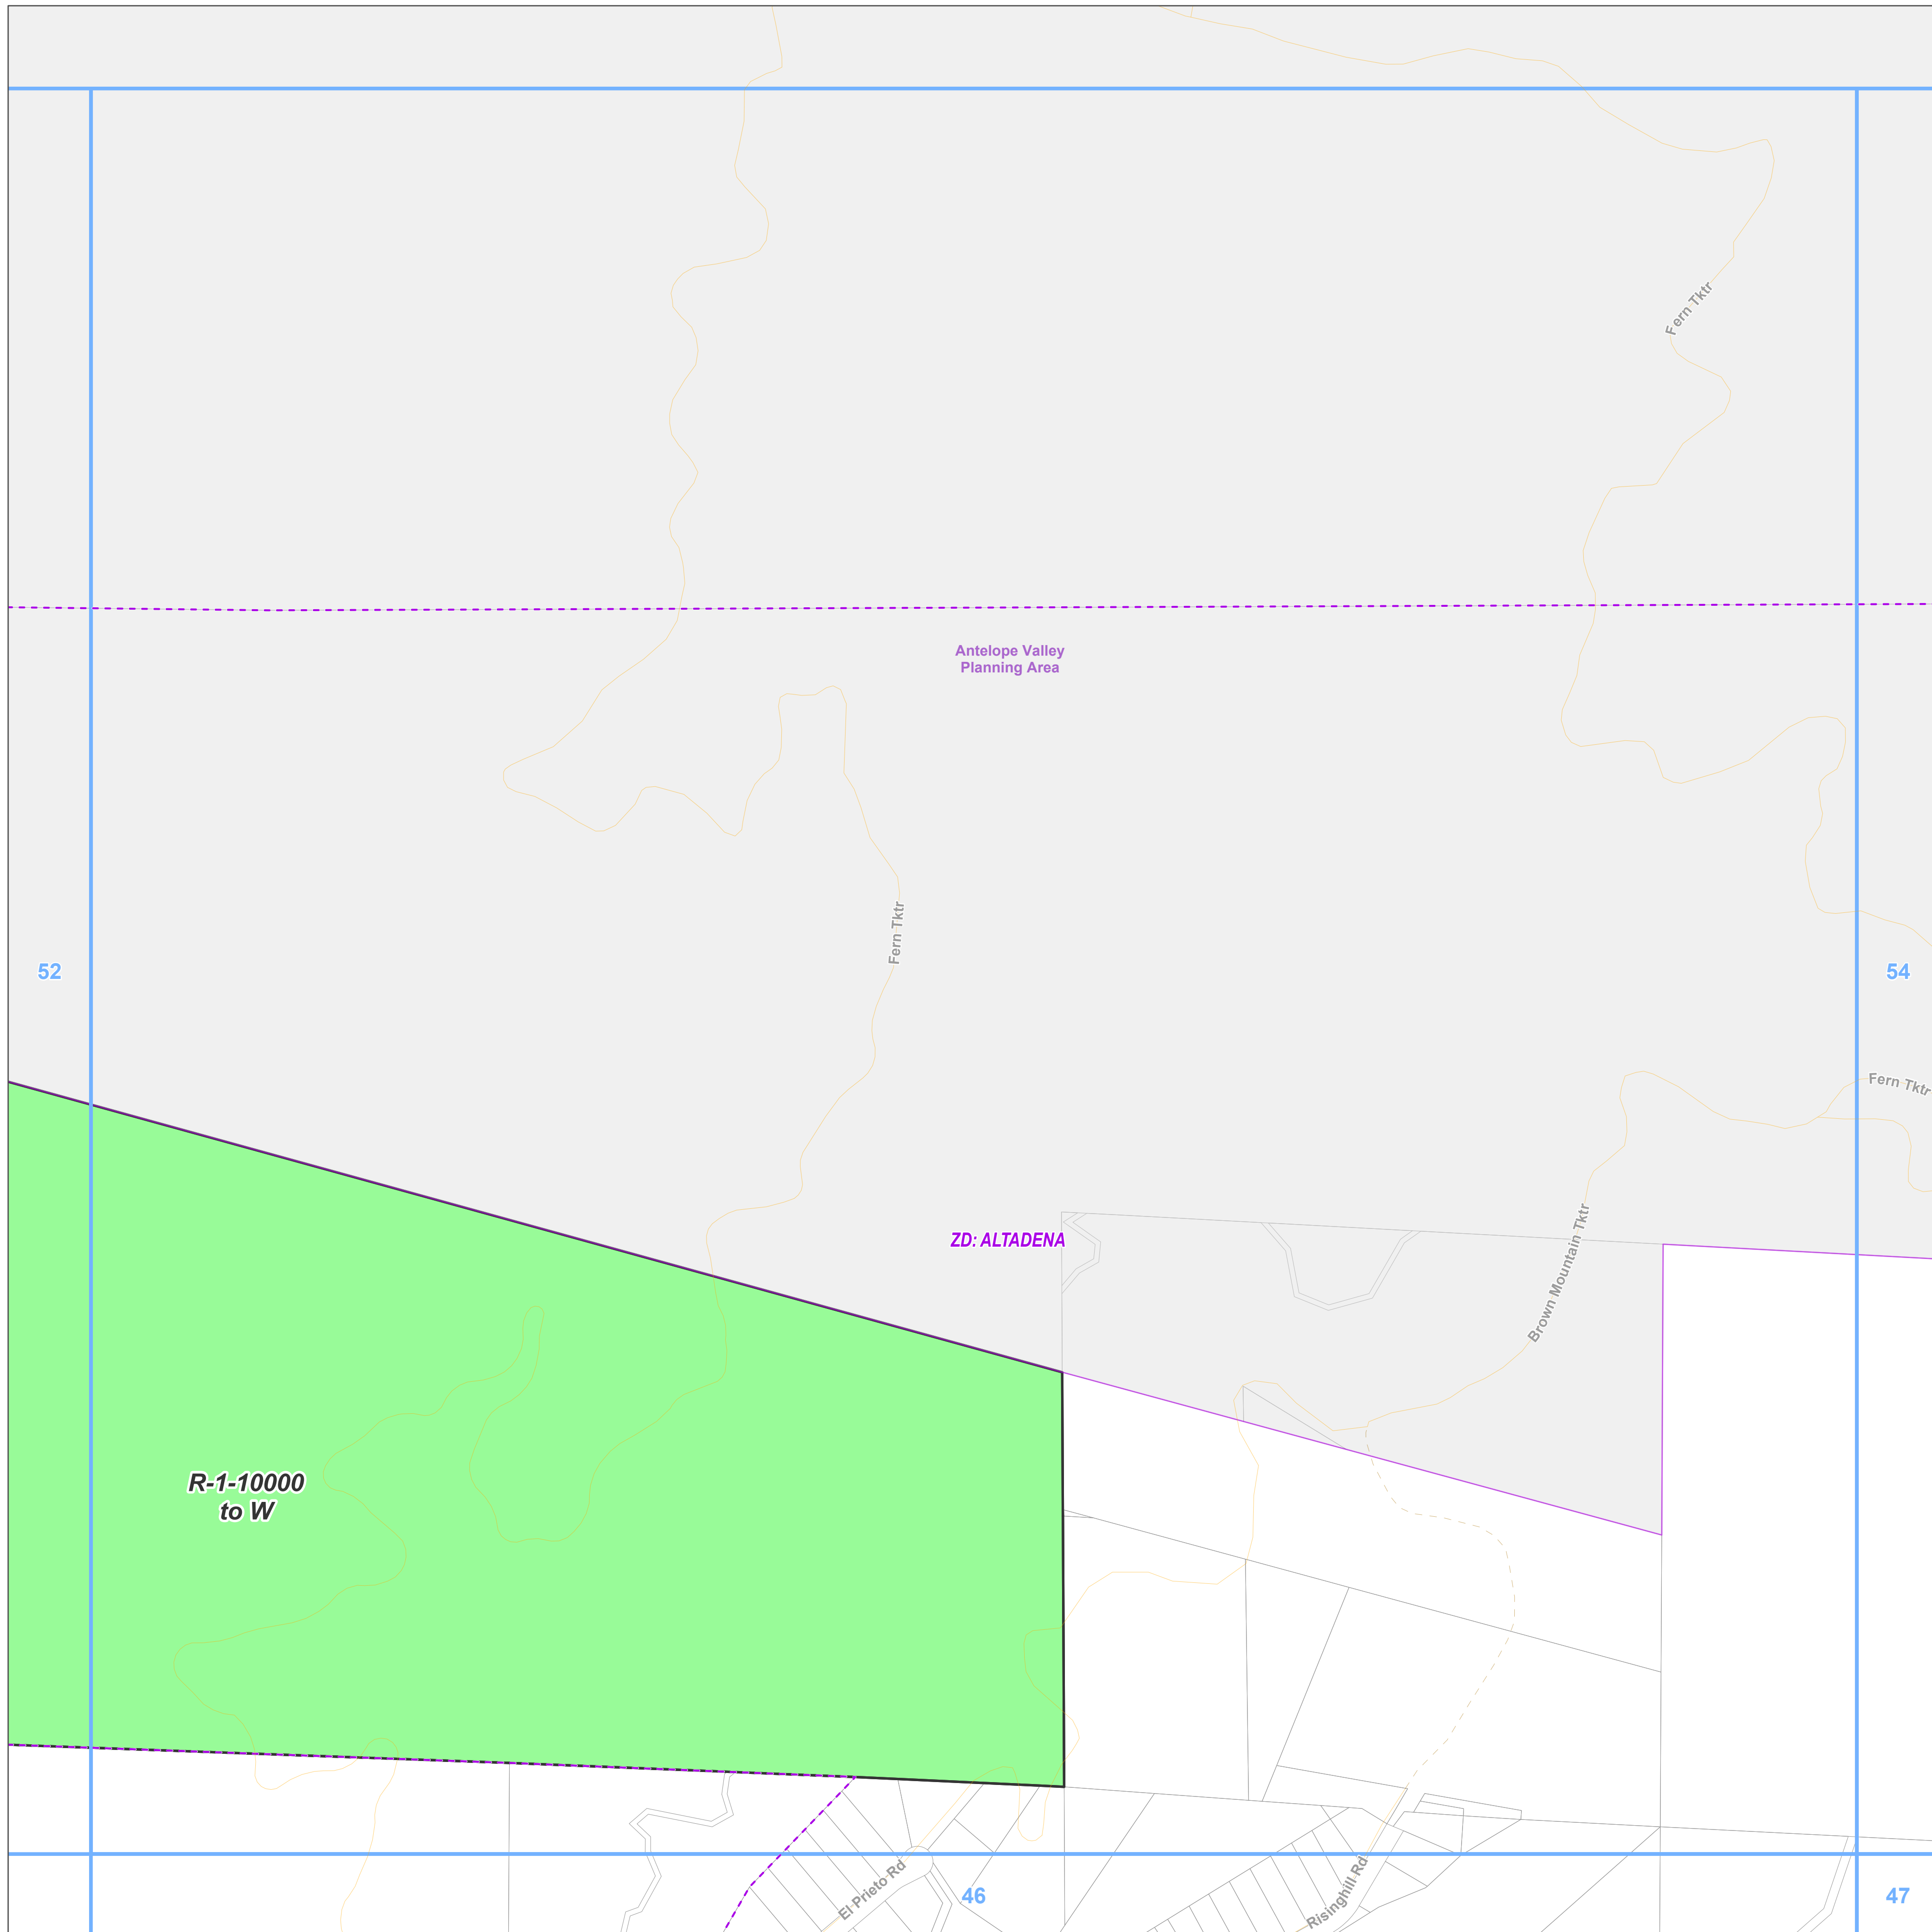 Fern Tktr
Antelope Valley
Planning Area
Fern Tktr
52
54
Fern Tktr
ZD: ALTADENA
Brown Mountain Tktr
R-1-10000
to W
El Prieto Rd
46
Risinghill Rd
47